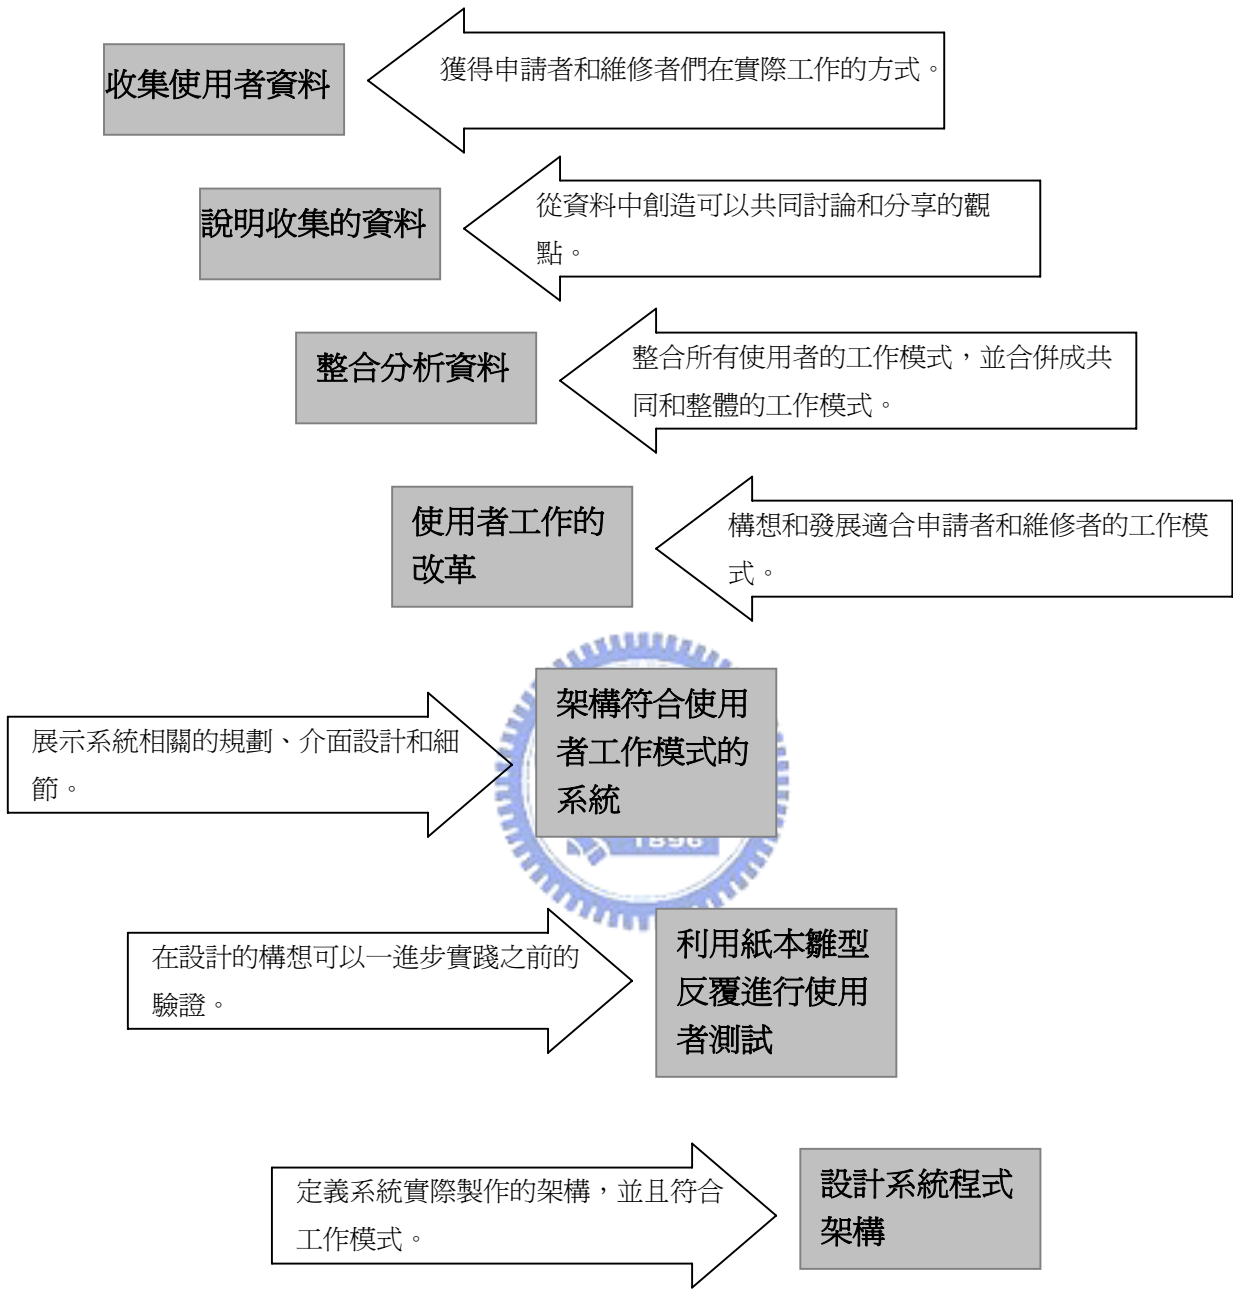 收集使用者資料
獲得申請者和維修者們在實際工作的方式。
說明收集的資料
從資料中創造可以共同討論和分享的觀
點。
整合分析資料
整合所有使用者的工作模式，並合併成共
同和整體的工作模式。
使用者工作的
改革
構想和發展適合申請者和維修者的工作模
式。
展示系統相關的規劃、介面設計和細
節。
架構符合使用
者工作模式的
系統
1896
在設計的構想可以一進步實踐之前的
驗證。
利用紙本雛型
反覆進行使用
者測試
定義系統實際製作的架構，並且符合
工作模式。
設計系統程式
架構